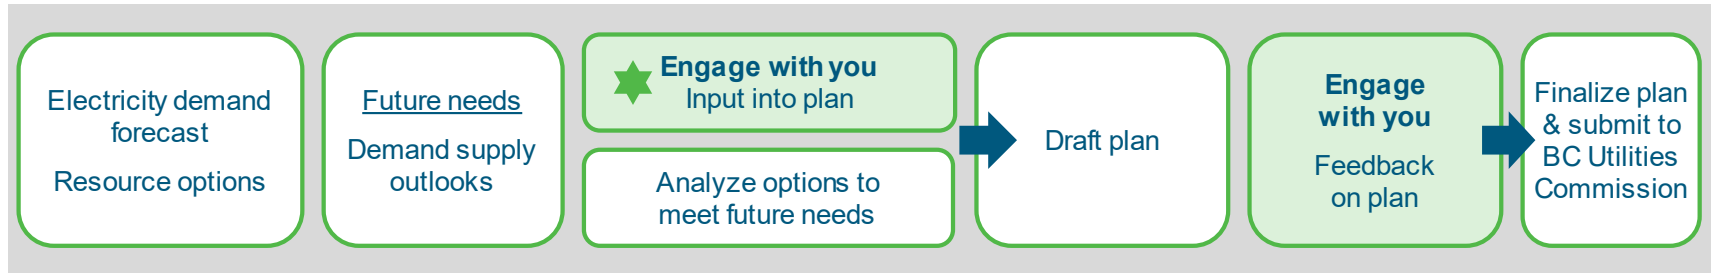 Electricity demand
forecast
Resource options
Future needs
Demand supply
outlooks
Engage with you
Input into plan
Analyze options to
meet future needs
Draft plan
Engage
with you
Feedback
on plan
Finalize plan
& submit to
BC Utilities
Commission